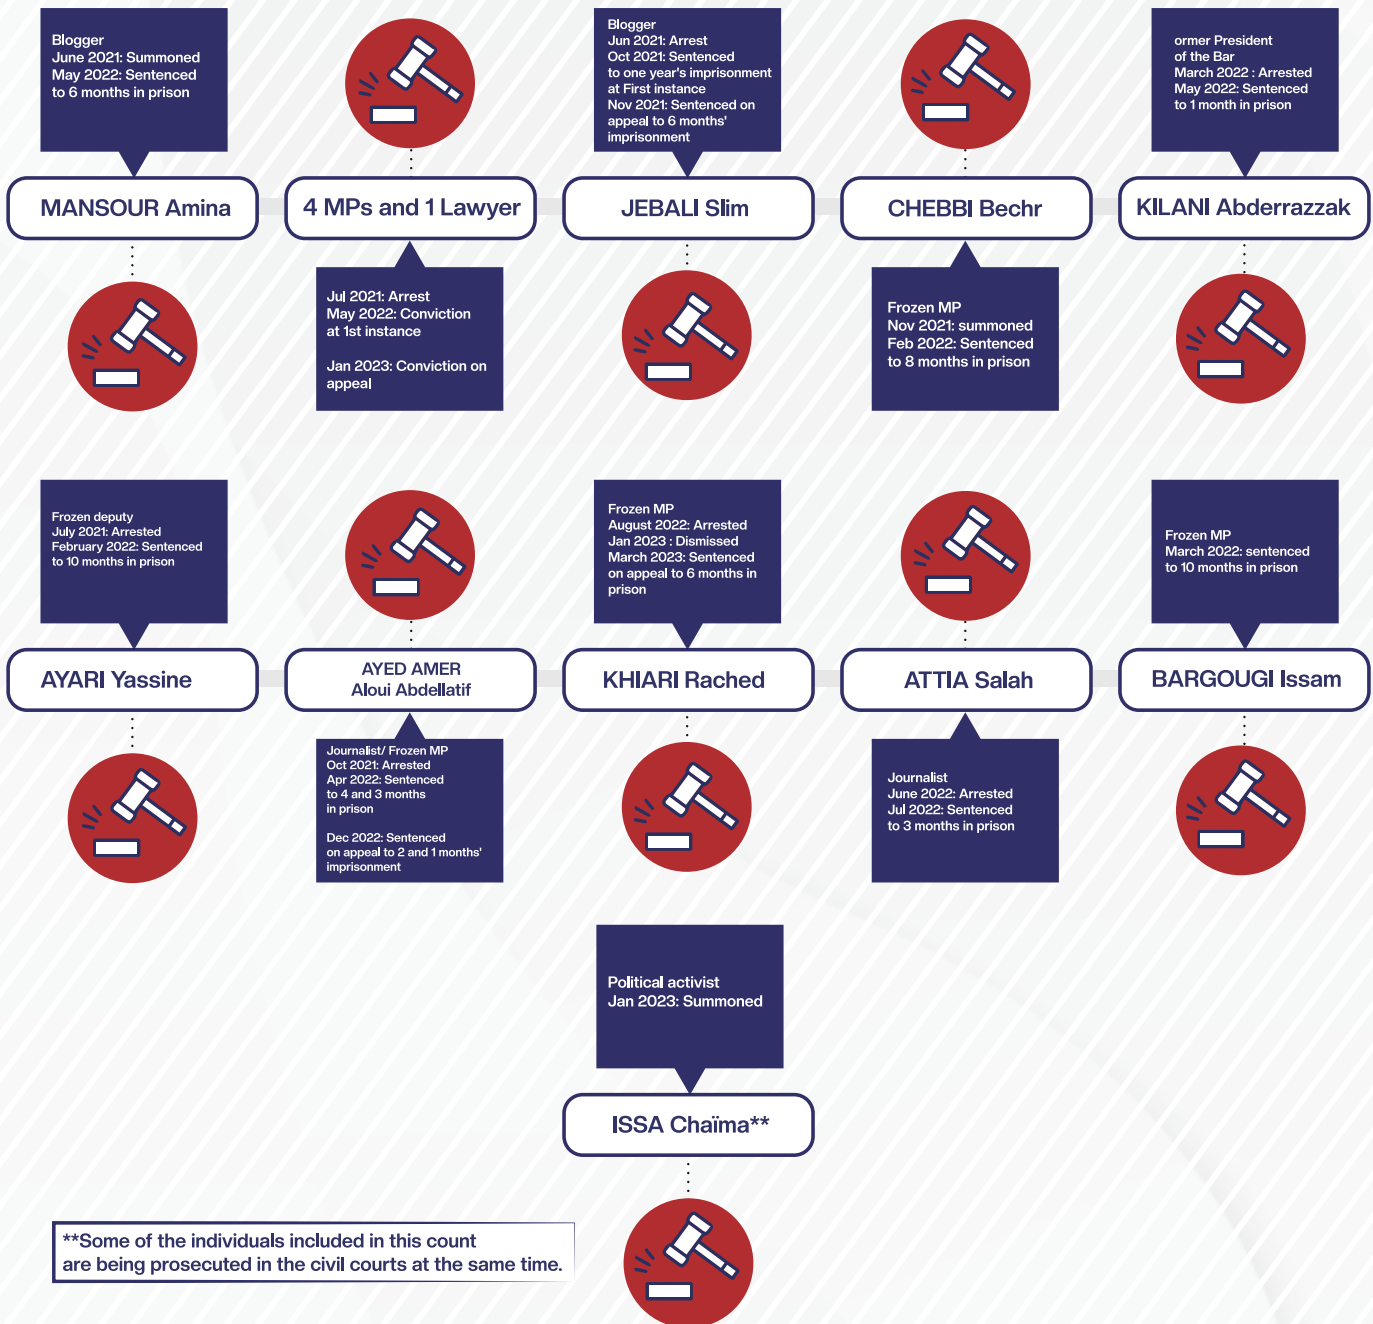 Blogger
June 2021: Summoned
May 2022: Sentenced
to 6 months in prison
MANSOUR Amina
4 MPs and 1 Lawyer
Jul 2021: Arrest
May 2022: Conviction
at 1st instance
Jan 2023: Conviction on
appeal
Blogger
Jun 2021: Arrest
Oct 2021: Sentenced
to one year's imprisonment
at First instance
Nov 2021: Sentenced on
appeal to 6 months'
imprisonment
JEBALI Slim
CHEBBI Bechr
Frozen MP
Nov 2021: summoned
Feb 2022: Sentenced
to 8 months in prison
ormer President
of the Bar
March 2022 : Arrested
May 2022: Sentenced
to 1 month in prison
KILANI Abderrazzak
Frozen deputy
July 2021: Arrested
February 2022: Sentenced
to 10 months in prison
AYARI Yassine
AYED AMER
Aloui Abdellatif
Journalist/ Frozen MP
Oct 2021: Arrested
Apr 2022: Sentenced
to 4 and 3 months
in prison
Dec 2022: Sentenced
on appeal to 2 and 1 months'
imprisonment
Frozen MP
August 2022: Arrested
Jan 2023 : Dismissed
March 2023: Sentenced
on appeal to 6 months in
prison
KHIARI Rached
ATTIA Salah
Journalist
June 2022: Arrested
Jul 2022: Sentenced
to 3 months in prison
Frozen MP
March 2022: sentenced
to 10 months in prison
BARGOUGI Issam
Political activist
Jan 2023: Summoned
ISSA Chaïma**
**Some of the individuals included in this count
are being prosecuted in the civil courts at the same time.